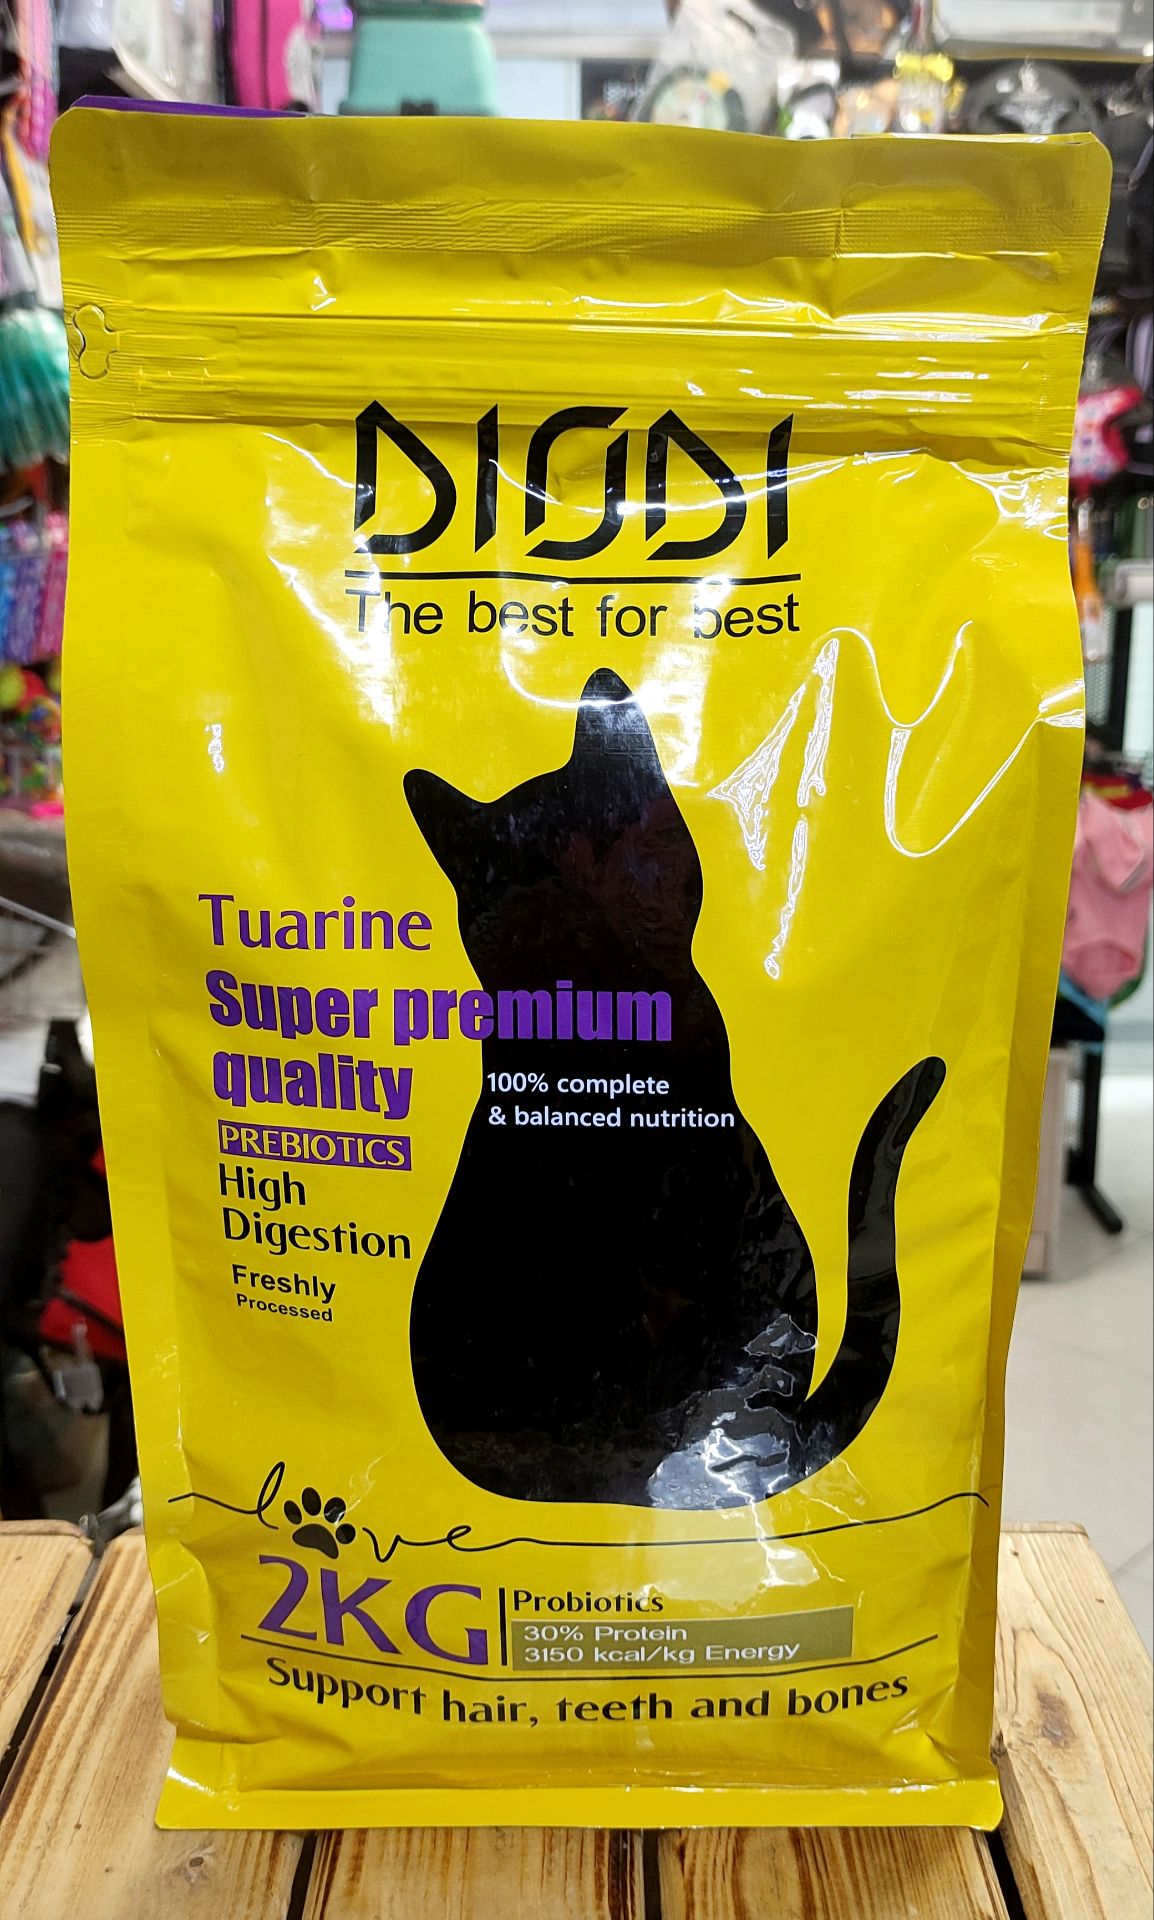 DIODI
The best for best
Tuarine
Super premium
quality
100% complete
& balanced nutrition
PREBIOTICS
High
Digestion
Freshly
Processed
love
2KG
Probiotics
30% Protein
3150 kcal/kg Energy
Support hair, teeth and bones